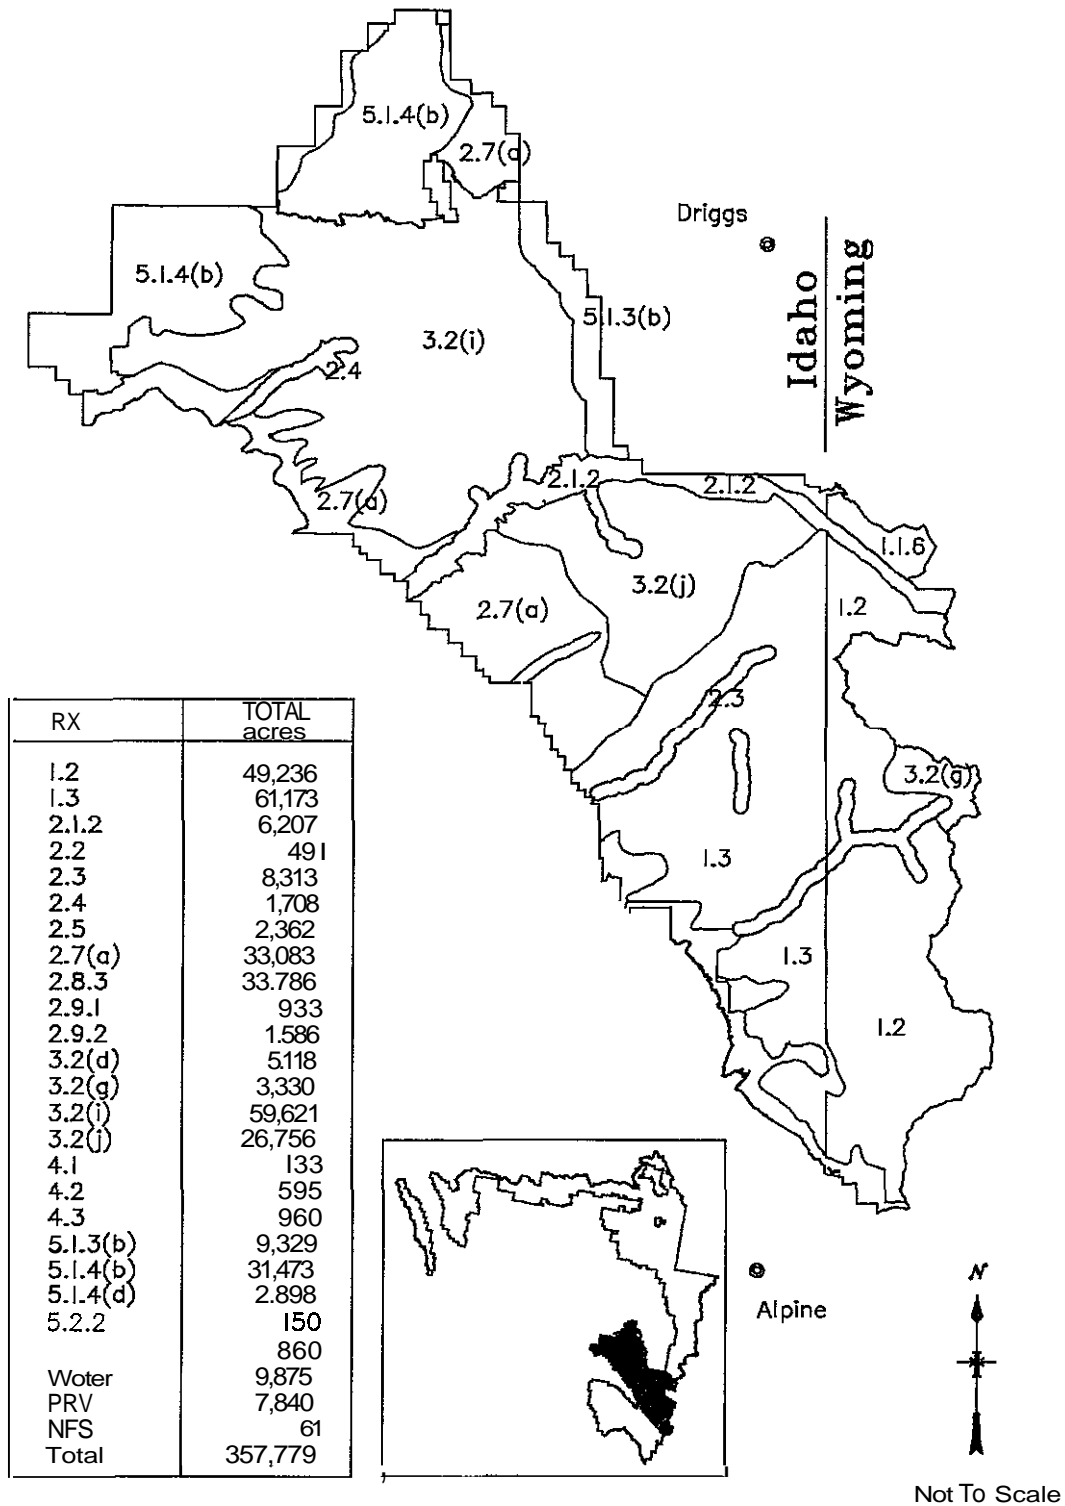 5.1.4(b)
2.7(a)
Driggs
5.1.4(b)
Idaho
Wyoming
5.1.3(b)
3.2(i)
2.4
2.1.2
2.1.2
2.7(a)
1.1.6
3.2(j)
1.2
2.7(a)
2.3
3.2(g)
1.3
1.3
1.2
RX TOTAL acres
1.2 49,236
1.3 61,173
2.1.2 6,207
2.2 491
2.3 8,313
2.4 1,708
2.5 2,362
2.7(a) 33,083
2.8.3 33.786
2.9.1 933
2.9.2 1.586
3.2(d) 5.118
3.2(g) 3,330
3.2(i) 59,621
3.2(j) 26,756
4.1 133
4.2 595
4.3 960
5.1.3(b) 9,329
5.1.4(b) 31,473
5.1.4(d) 2.898
5.2.2 150
860
Woter 9,875
PRV 7,840
NFS 61
Total 357,779
Alpine
N
Not To Scale